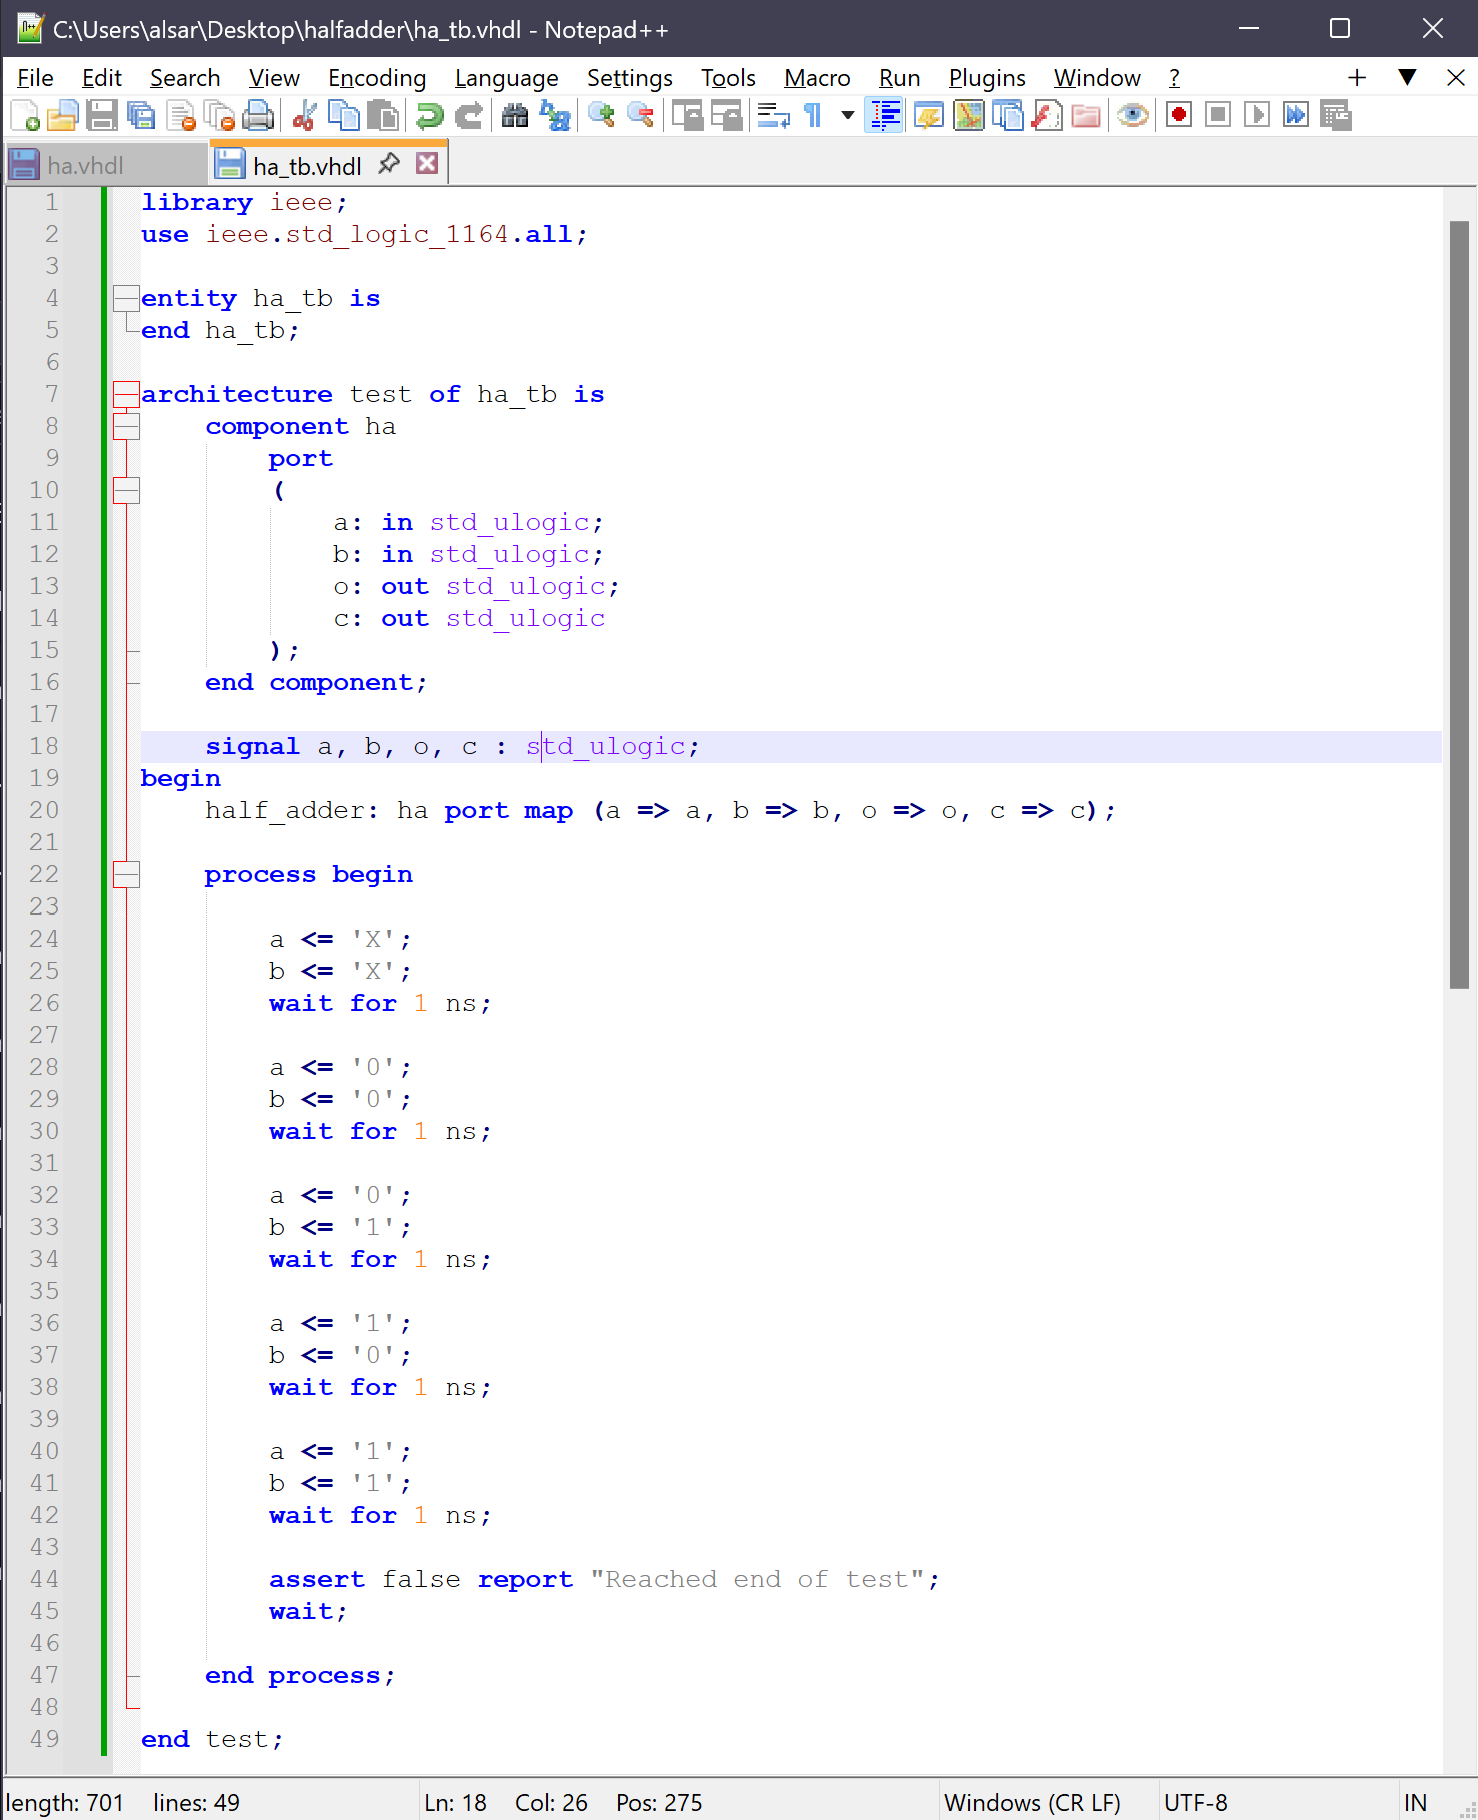 C:\Users\alsar\Desktop\halfadder\ha_tb.vhdl - Notepad++
File Edit Search View Encoding Language Settings Tools Macro Run Plugins Window ?
ha.vhdl ha_tb.vhdl
1 library ieee;
2 use ieee.std_logic_1164.all;
3
4 entity ha_tb is
5 end ha_tb;
6
7 architecture test of ha_tb is
8 component ha
9 port
10 (
11 a: in std_ulogic;
12 b: in std_ulogic;
13 o: out std_ulogic;
14 c: out std_ulogic
15 );
16 end component;
17
18 signal a, b, o, c : std_ulogic;
19 begin
20 half_adder: ha port map (a => a, b => b, o => o, c => c);
21
22 process begin
23
24 a <= 'X';
25 b <= 'X';
26 wait for 1 ns;
27
28 a <= '0';
29 b <= '0';
30 wait for 1 ns;
31
32 a <= '0';
33 b <= '1';
34 wait for 1 ns;
35
36 a <= '1';
37 b <= '0';
38 wait for 1 ns;
39
40 a <= '1';
41 b <= '1';
42 wait for 1 ns;
43
44 assert false report "Reached end of test";
45 wait;
46
47 end process;
48
49 end test;
length: 701 lines: 49 Ln: 18 Col: 26 Pos: 275 Windows (CR LF) UTF-8 IN